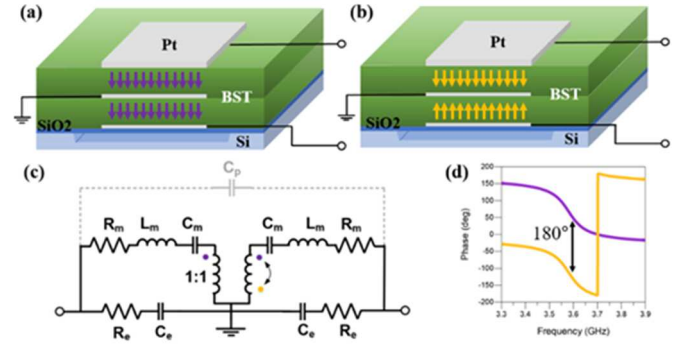 (a)
Pt
BST
SiO2
Si
(b)
Pt
BST
SiO2
Si
(c)
Cp
Rm Lm Cm Cm Lm Rm
1:1
Re Ce Ce Re
(d)
200
150
100
50
0
-50
-100
-150
-200
180°
Phase (deg)
3.3 3.4 3.5 3.6 3.7 3.8 3.9
Frequency (GHz)